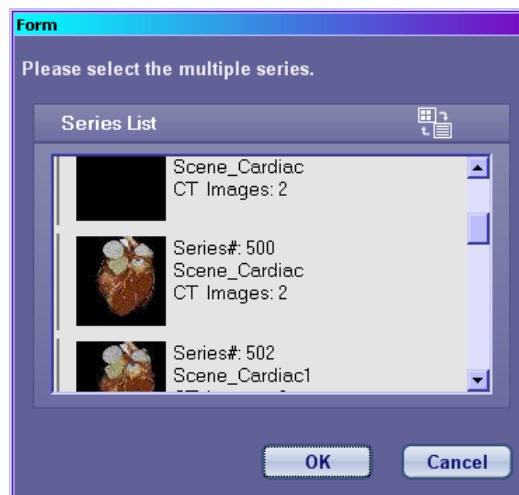 Form
Please select the multiple series.
Series List
Scene_Cardiac
CT Images: 2
Series#: 500
Scene_Cardiac
CT Images: 2
Series#: 502
Scene_Cardiac1
OK
Cancel